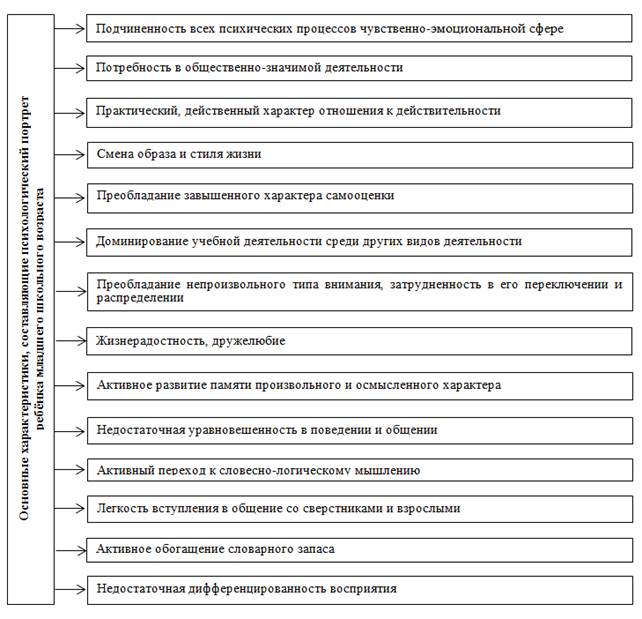 Основные характеристики, составляющие психологический портрет
ребёнка младшего школьного возраста
Подчиненность всех психических процессов чувственно-эмоциональной сфере
Потребность в общественно-значимой деятельности
Практический, действенный характер отношения к действительности
Смена образа и стиля жизни
Преобладание завышенного характера самооценки
Доминирование учебной деятельности среди других видов деятельности
Преобладание непроизвольного типа внимания, затрудненность в его переключении и
распределении
Жизнерадостность, дружелюбие
Активное развитие памяти произвольного и осмысленного характера
Недостаточная уравновешенность в поведении и общении
Активный переход к словесно-логическому мышлению
Легкость вступления в общение со сверстниками и взрослыми
Активное обогащение словарного запаса
Недостаточная дифференцированность восприятия